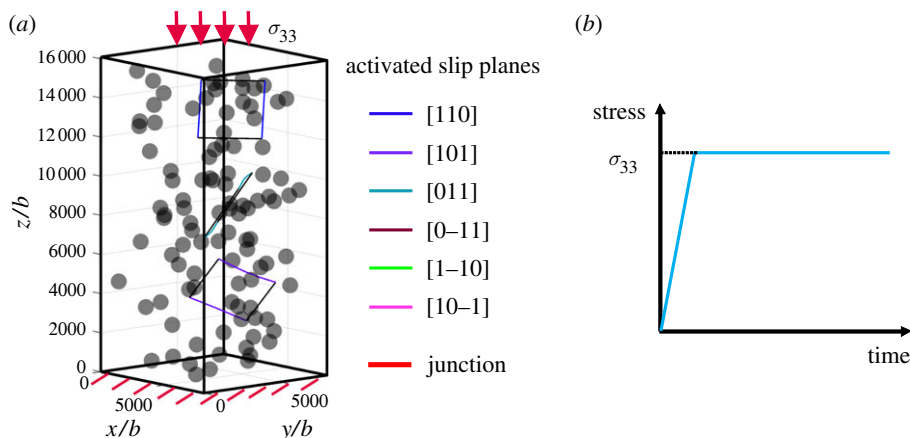 (a)
σ33
16 000
14 000
12 000
10 000
8000
6000
4000
2000
0
z/b
0
5000
x/b
0
5000
y/b
activated slip planes
[110]
[101]
[011]
[0–11]
[1–10]
[10–1]
junction
(b)
stress
σ33
time